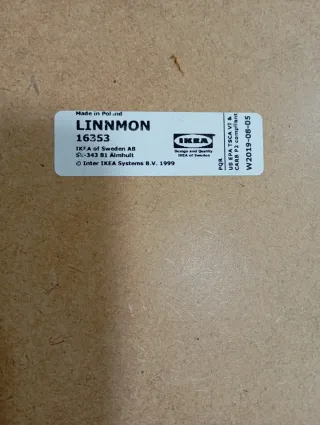 Made in Poland
LINNMON
16353
IKEA of Sweden AB
SE-343 81 Älmhult
© Inter IKEA Systems B.V. 1999
IKEA
Design and Quality
IKEA of Sweden
PQR
US EPA TSCA VI &
CARB P2 compliant
W2019-08-05